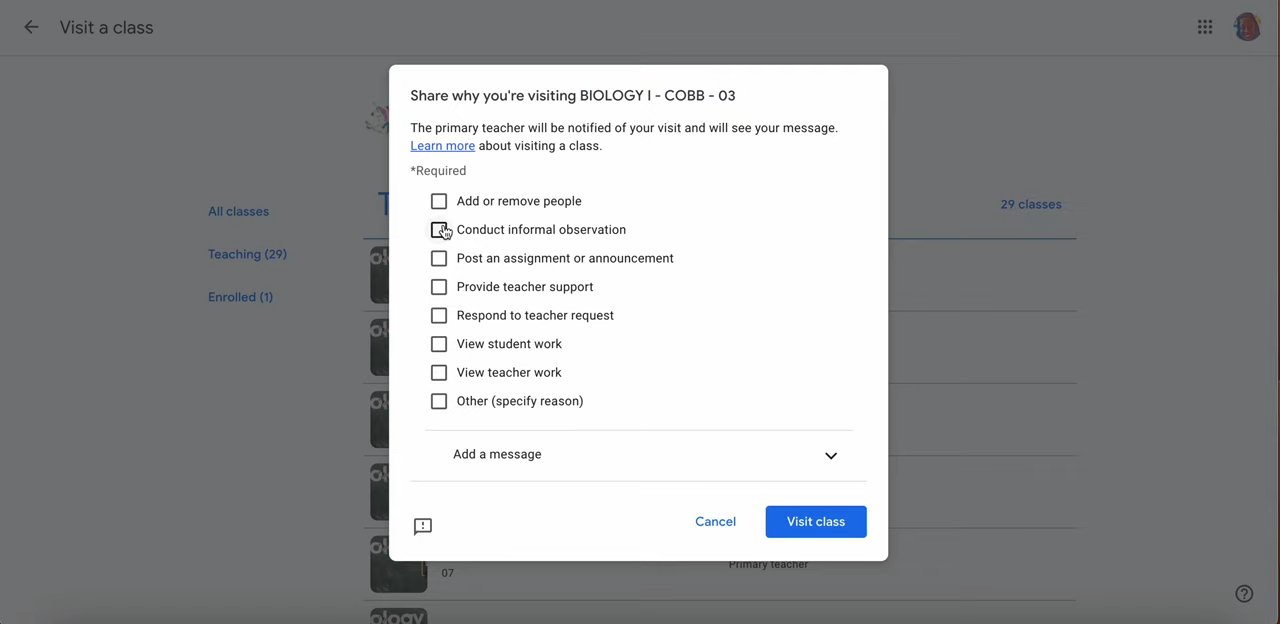 Visit a class
Share why you're visiting BIOLOGY I - COBB - 03
The primary teacher will be notified of your visit and will see your message.
Learn more about visiting a class.
*Required
Add or remove people
Conduct informal observation
Post an assignment or announcement
Provide teacher support
Respond to teacher request
View student work
View teacher work
Other (specify reason)
Add a message
Cancel
Visit class
All classes
Teaching (29)
Enrolled (1)
T
29 classes
07
Primary teacher